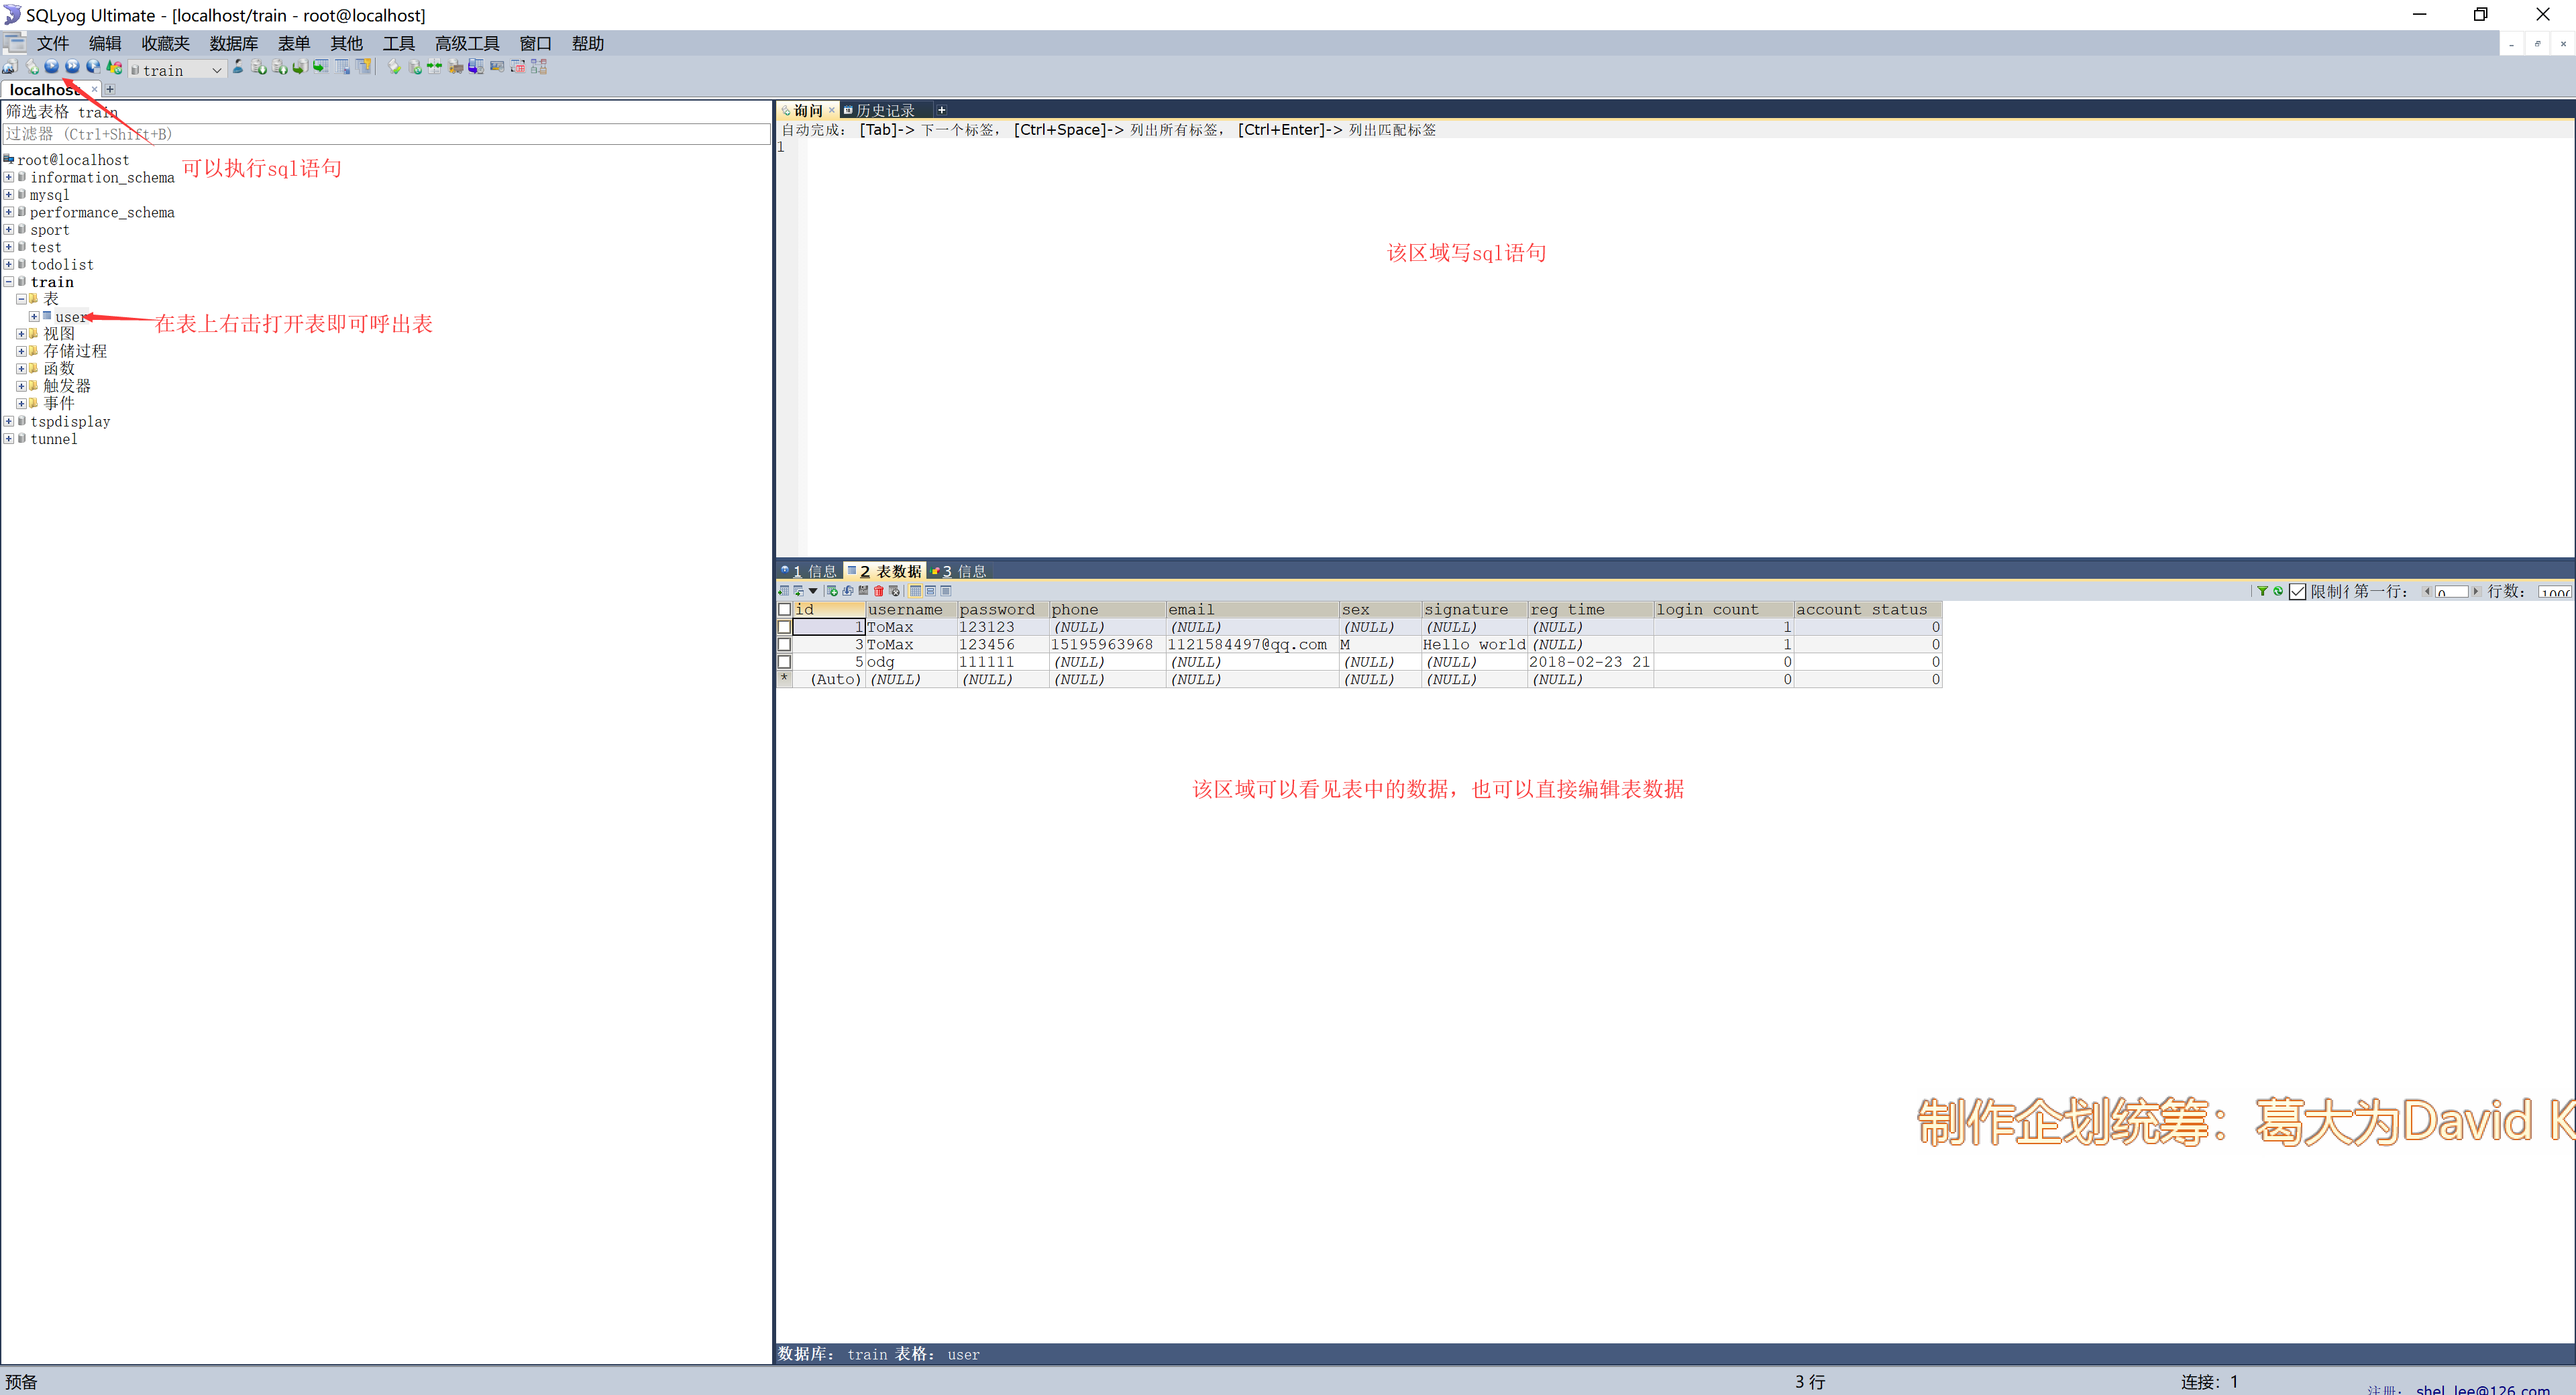 SQLyog Ultimate - [localhost/train - root@localhost]
文件 编辑 收藏夹 数据库 表单 其他 工具 高级工具 窗口 帮助
train
localhost
筛选表格 train
过滤器 (Ctrl+Shift+B)
root@localhost
可以执行sql语句
information_schema
mysql
performance_schema
sport
test
todolist
train
表
user
在表上右击打开表即可呼出表
视图
存储过程
函数
触发器
事件
tspdisplay
tunnel
询问 历史记录
自动完成: [Tab]-> 下一个标签, [Ctrl+Space]-> 列出所有标签, [Ctrl+Enter]-> 列出匹配标签
1
该区域写sql语句
1 信息 2 表数据 3 信息
限制行 第一行: 0 行数: 1000
id username password phone email sex signature reg time login count account status
1 ToMax 123123 (NULL) (NULL) (NULL) (NULL) (NULL) 1 0
3 ToMax 123456 15195963968 1121584497@qq.com M Hello world (NULL) 1 0
5 odg 111111 (NULL) (NULL) (NULL) (NULL) 2018-02-23 21 0 0
* (Auto) (NULL) (NULL) (NULL) (NULL) (NULL) (NULL) (NULL) 0 0
该区域可以看见表中的数据，也可以直接编辑表数据
制作企划统筹：葛大为David K
数据库: train 表格: user
预备 3 行 连接: 1 注册: shel_lee@126.com